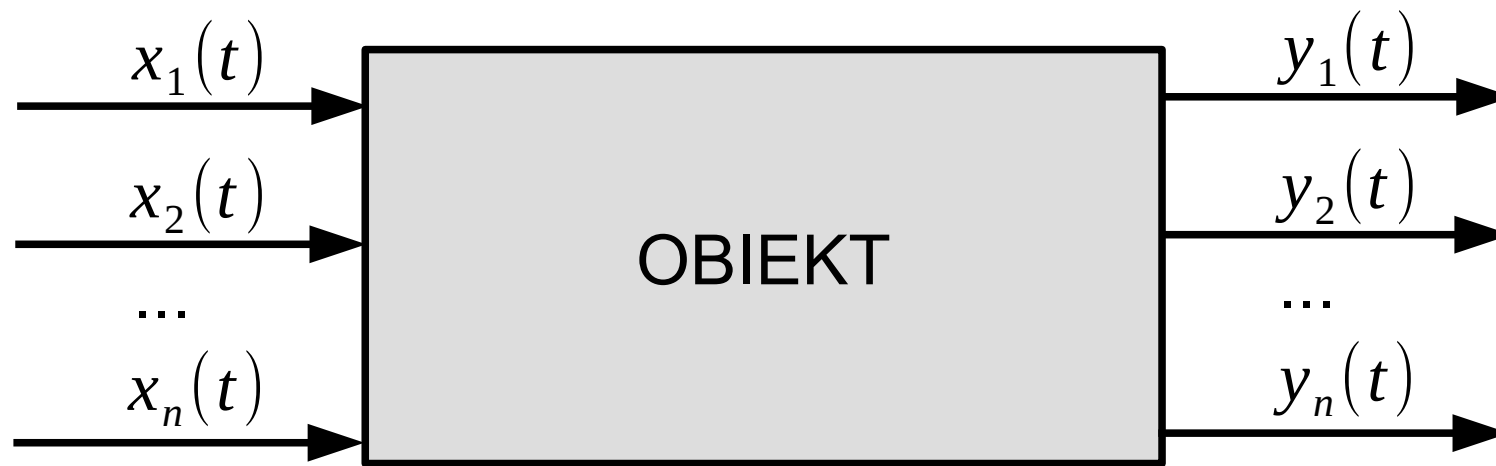 x₁(t)
x₂(t)
...
xₙ(t)
OBIEKT
y₁(t)
y₂(t)
...
yₙ(t)